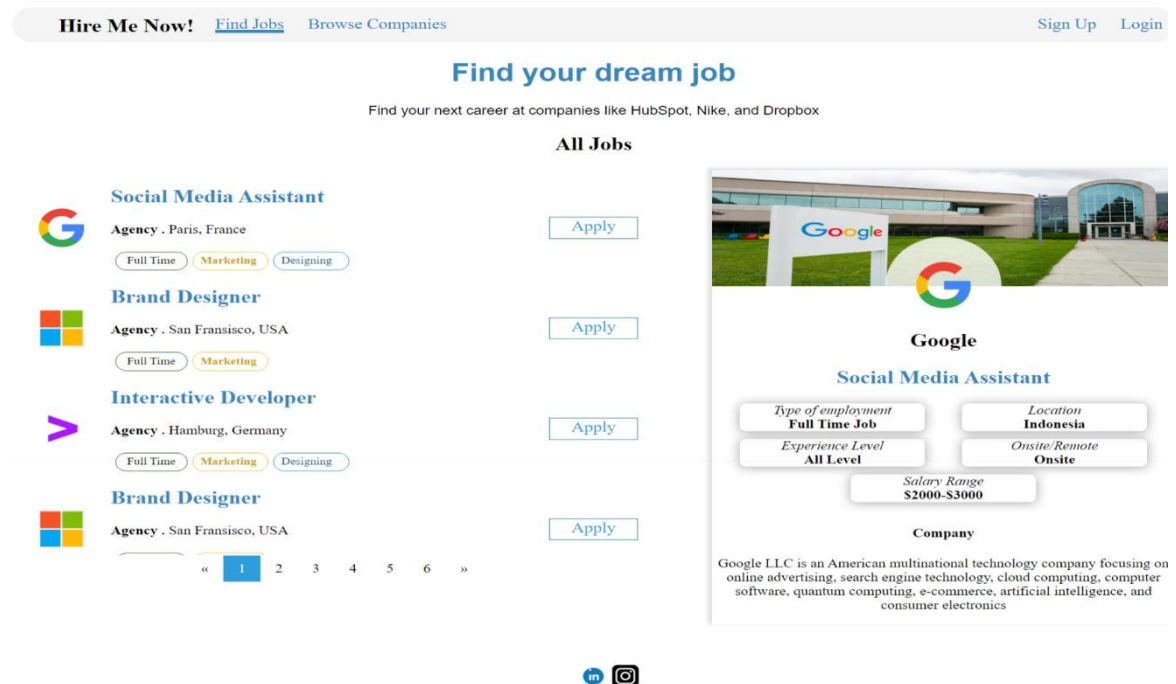 Hire Me Now! Find Jobs Browse Companies Sign Up Login
Find your dream job
Find your next career at companies like HubSpot, Nike, and Dropbox
All Jobs
Social Media Assistant
Agency . Paris, France
Apply
Full Time Marketing Designing
Brand Designer
Agency . San Fransisco, USA
Apply
Full Time Marketing
Interactive Developer
Agency . Hamburg, Germany
Apply
Full Time Marketing Designing
Brand Designer
Agency . San Fransisco, USA
Apply
« 1 2 3 4 5 6 »
Google
Google
Social Media Assistant
Type of employment
Full Time Job
Location
Indonesia
Experience Level
All Level
Onsite/Remote
Onsite
Salary Range
$2000-$3000
Company
Google LLC is an American multinational technology company focusing on
online advertising, search engine technology, cloud computing, computer
software, quantum computing, e-commerce, artificial intelligence, and
consumer electronics
in